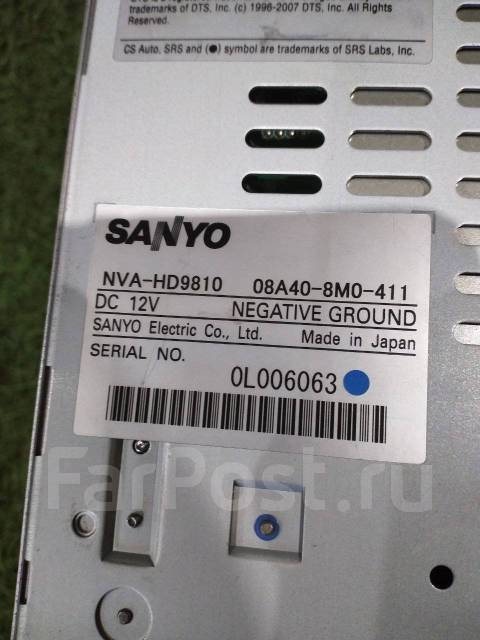 trademarks of DTS, Inc. (c) 1996-2007 DTS, Inc. All Rights
Reserved.
CS Auto, SRS and (●) symbol are trademarks of SRS Labs, Inc.
SANYO
NVA-HD9810 08A40-8M0-411
DC 12V NEGATIVE GROUND
SANYO Electric Co., Ltd. Made in Japan
SERIAL NO.
0L006063
FarPost.ru